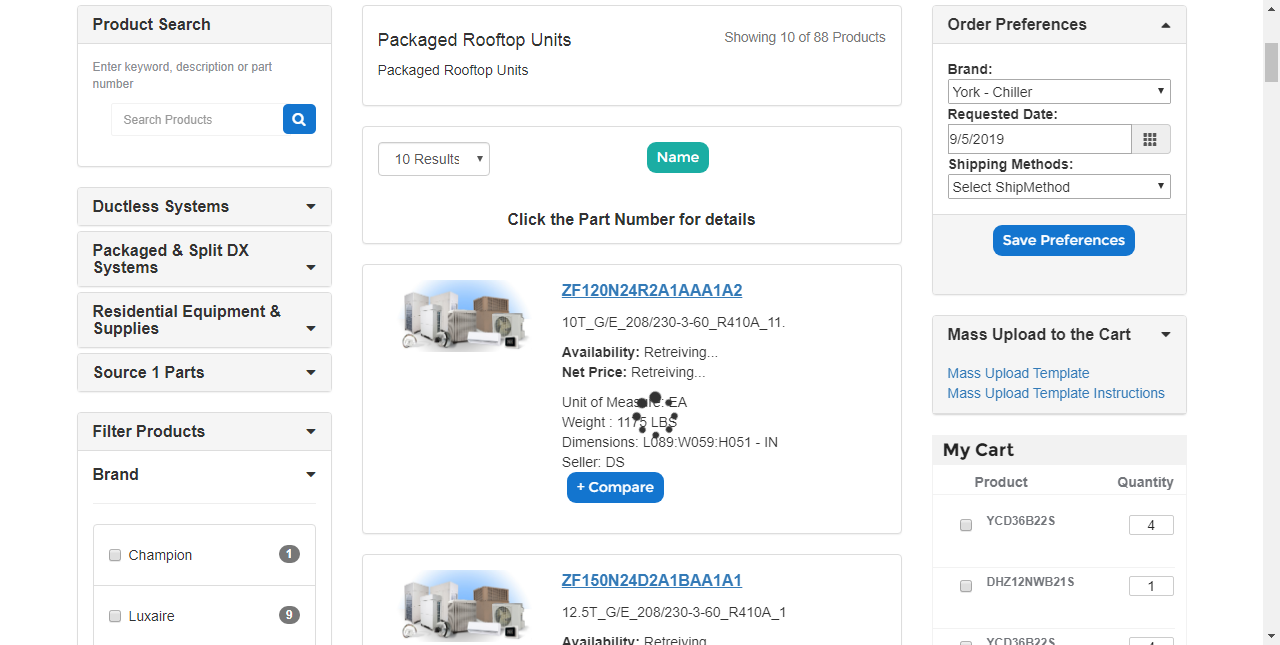 Product Search
Enter keyword, description or part
number
Search Products
Ductless Systems
Packaged & Split DX
Systems
Residential Equipment &
Supplies
Source 1 Parts
Filter Products
Brand
Champion
1
Luxaire
9
Packaged Rooftop Units
Showing 10 of 88 Products
Packaged Rooftop Units
10 Results
Name
Click the Part Number for details
ZF120N24R2A1AAA1A2
10T_G/E_208/230-3-60_R410A_11.
Availability: Retreiving...
Net Price: Retreiving...
Unit of Measure: EA
Weight : 1175 LBS
Dimensions: L089:W059:H051 - IN
Seller: DS
+ Compare
ZF150N24D2A1BAA1A1
12.5T_G/E_208/230-3-60_R410A_1
Availability: Retreiving...
Order Preferences
Brand:
York - Chiller
Requested Date:
9/5/2019
Shipping Methods:
Select ShipMethod
Save Preferences
Mass Upload to the Cart
Mass Upload Template
Mass Upload Template Instructions
My Cart
Product Quantity
YCD36B22S 4
DHZ12NWB21S 1
YCD36B22S